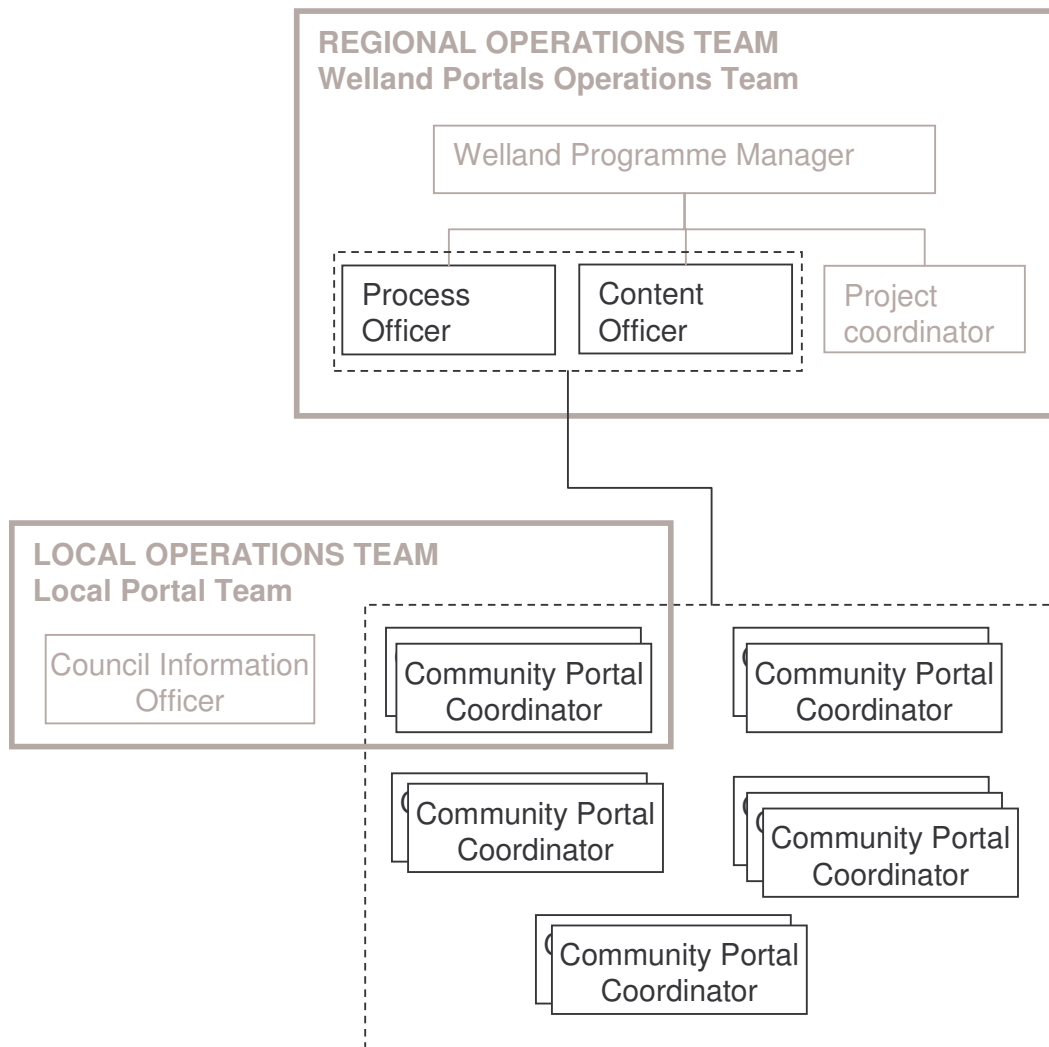 REGIONAL OPERATIONS TEAM
Welland Portals Operations Team
Welland Programme Manager
Process
Officer
Content
Officer
Project
coordinator
LOCAL OPERATIONS TEAM
Local Portal Team
Council Information
Officer
Community Portal
Coordinator
Community Portal
Coordinator
Community Portal
Coordinator
Community Portal
Coordinator
Community Portal
Coordinator